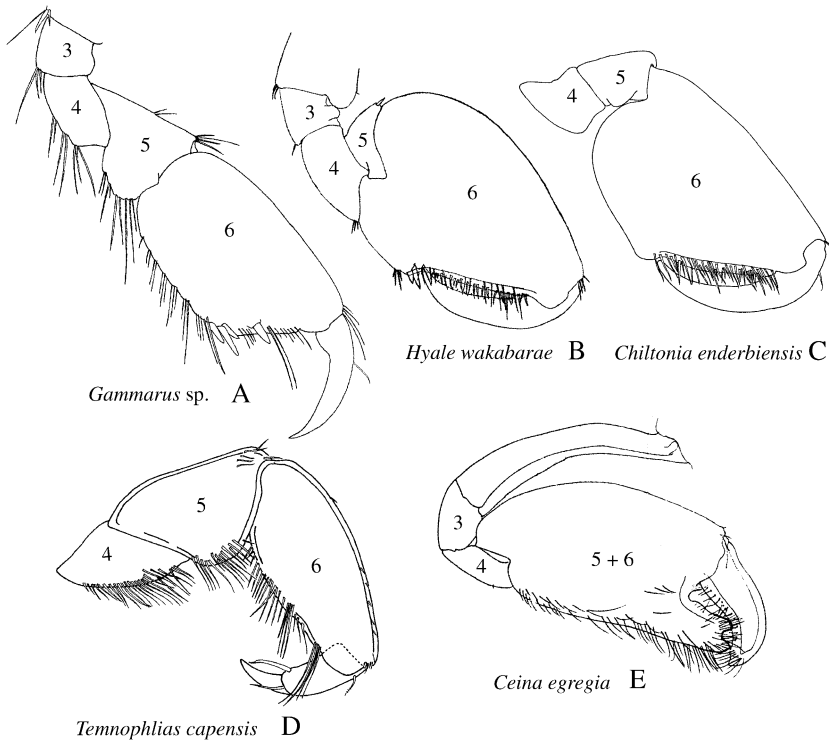 3
4
5
6
Gammarus sp. A
3
4
5
6
Hyale wakabarae B
4
5
6
Chiltonia enderbiensis C
4
5
6
Temnophlias capensis D
3
4
5 + 6
Ceina egregia E